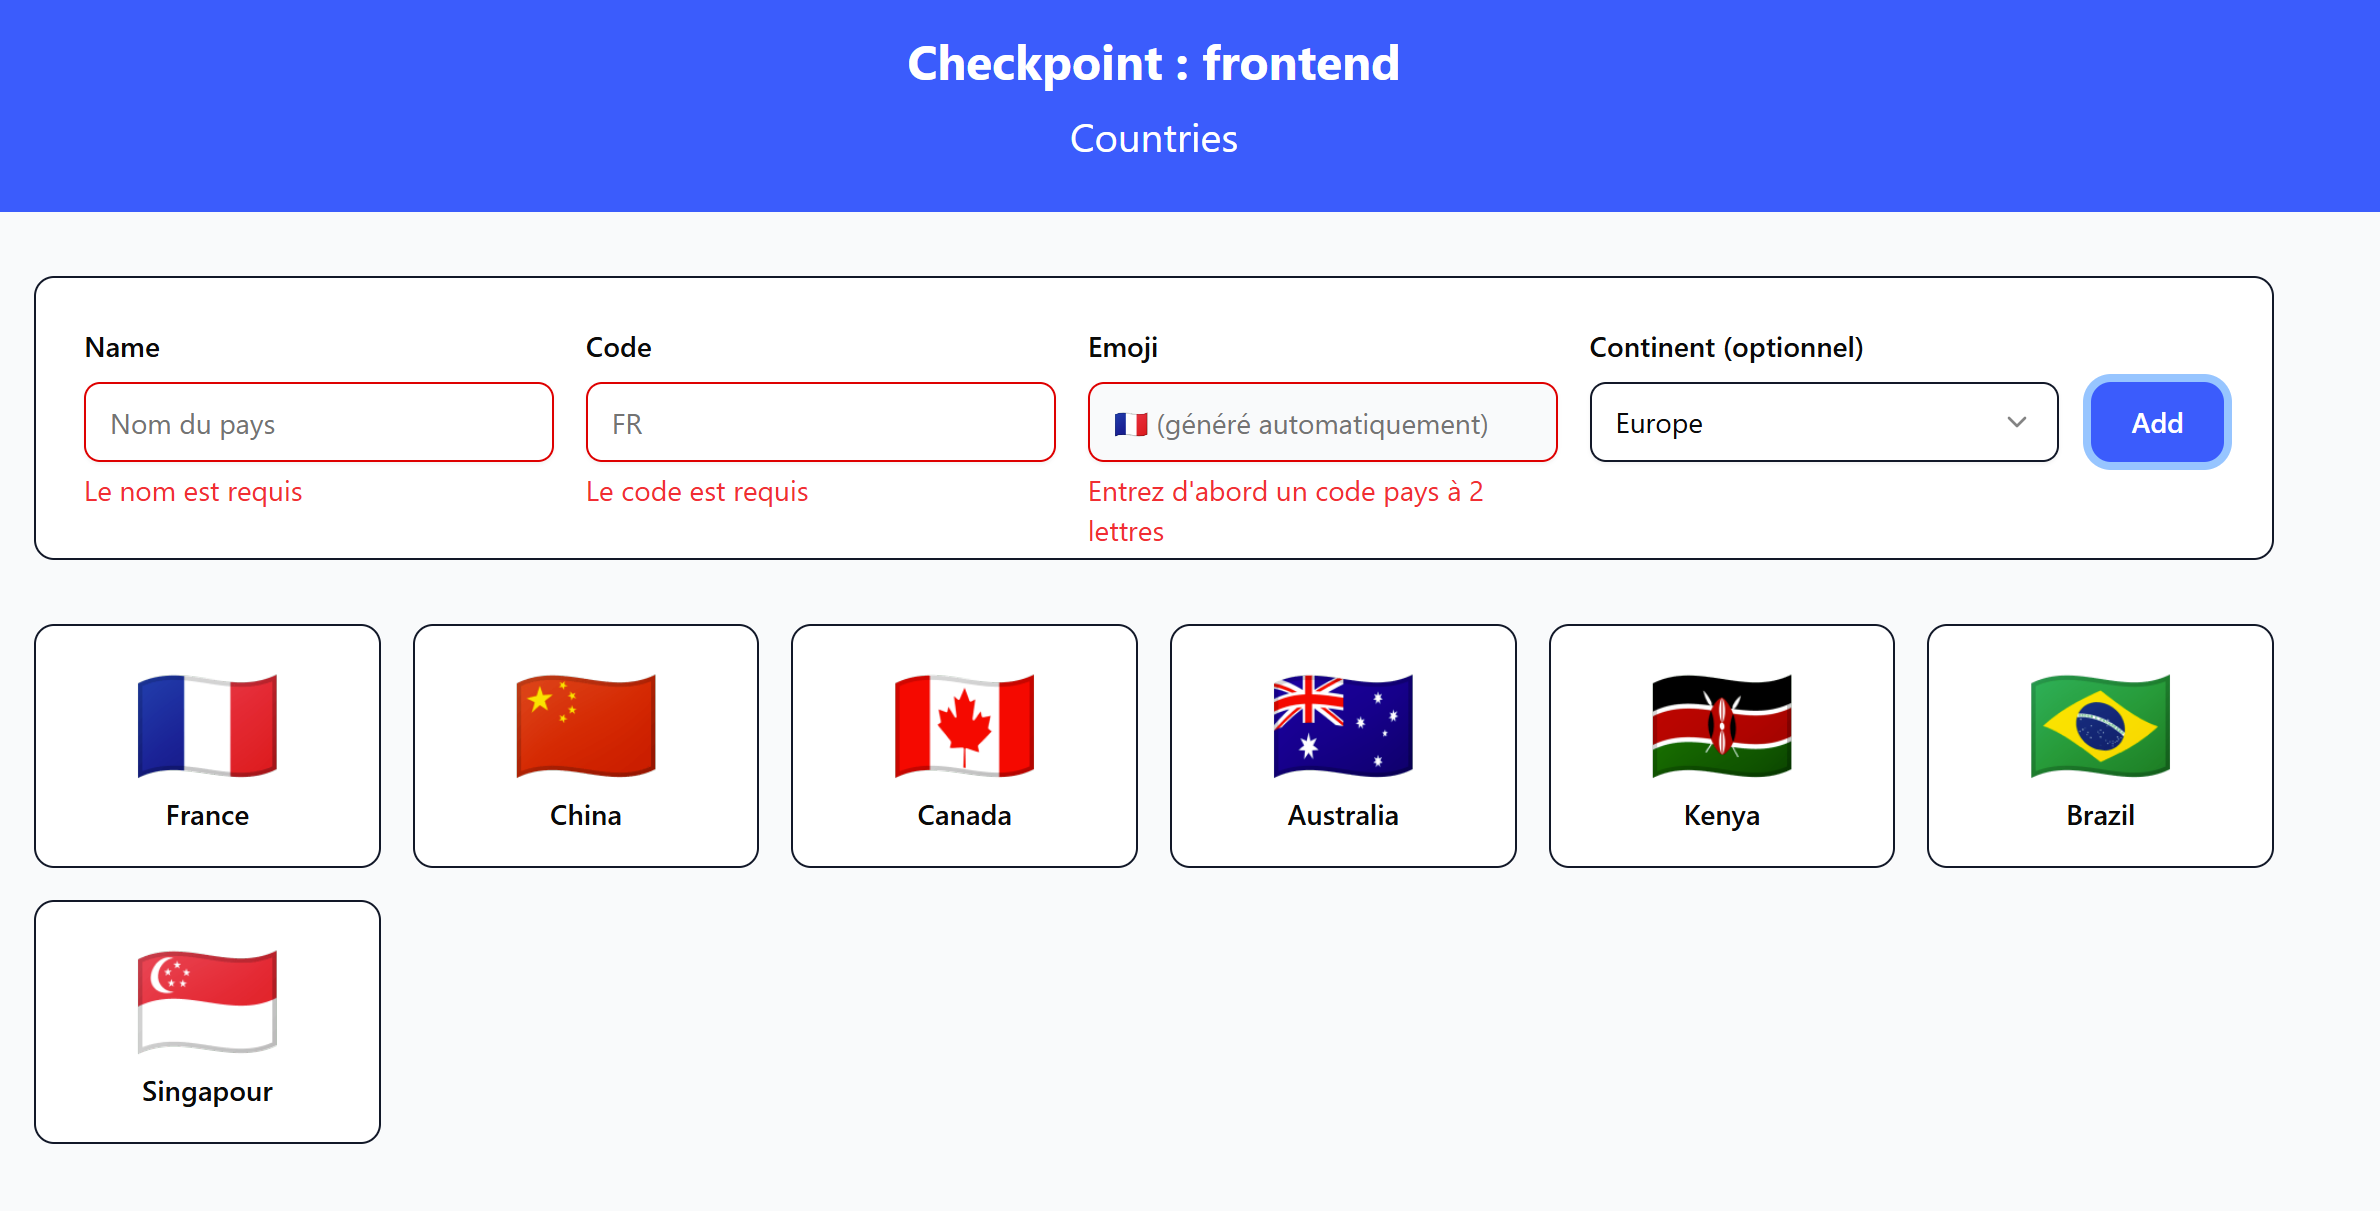 Checkpoint : frontend
Countries
Name
Code
Emoji
Continent (optionnel)
Nom du pays
FR
🇫🇷 (généré automatiquement)
Europe
Add
Le nom est requis
Le code est requis
Entrez d'abord un code pays à 2
lettres
France
China
Canada
Australia
Kenya
Brazil
Singapour